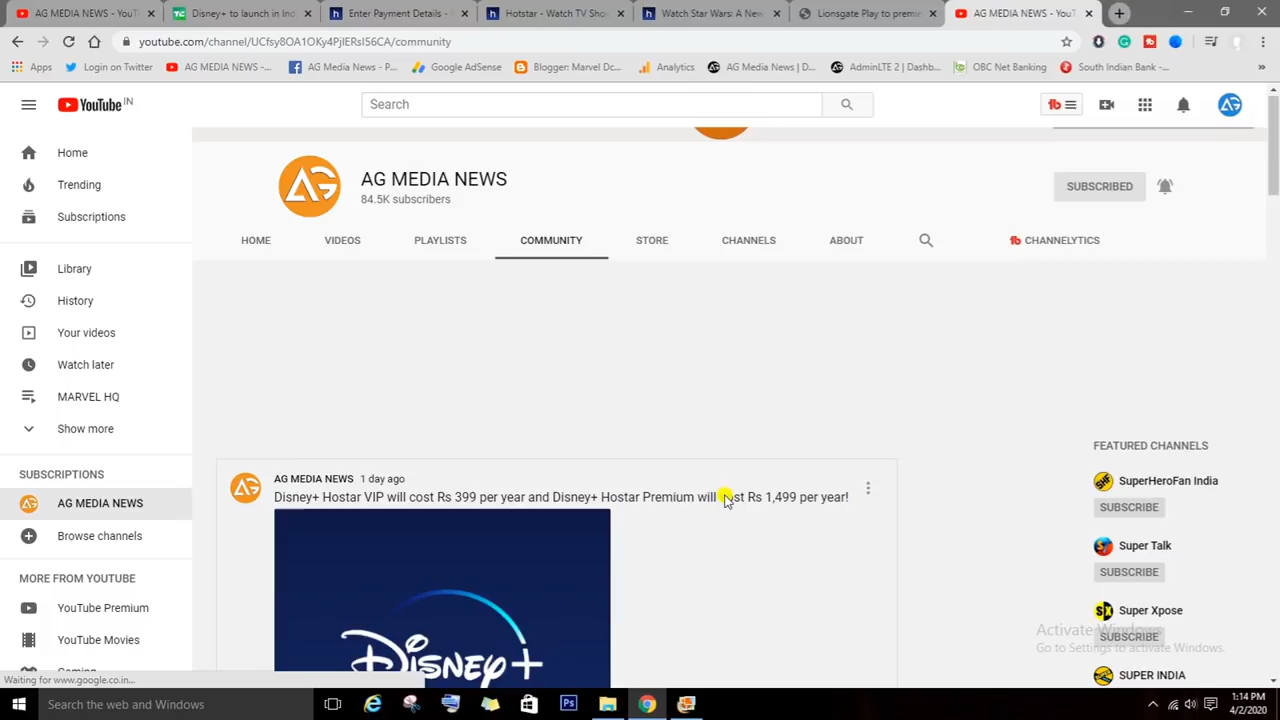 AG MEDIA NEWS - YouT
Disney+ to launch in Ind
Enter Payment Details -
Hotstar - Watch TV Show
Watch Star Wars: A New
Lionsgate Play to premie
AG MEDIA NEWS - YouT
youtube.com/channel/UCfsy8OA1OKy4PjlERsI56CA/community
Apps
Login on Twitter
AG MEDIA NEWS -...
AG Media News - P...
Google AdSense
Blogger: Marvel Dc...
Analytics
AG Media News | D...
AdminLTE 2 | Dashb...
OBC Net Banking
South Indian Bank -...
»
YouTube IN
Search
AG
Home
Trending
Subscriptions
Library
History
Your videos
Watch later
MARVEL HQ
Show more
SUBSCRIPTIONS
AG MEDIA NEWS
Browse channels
MORE FROM YOUTUBE
YouTube Premium
YouTube Movies
Gaming
AG
AG MEDIA NEWS
84.5K subscribers
SUBSCRIBED
HOME
VIDEOS
PLAYLISTS
COMMUNITY
STORE
CHANNELS
ABOUT
CHANNELYTICS
AG MEDIA NEWS 1 day ago
Disney+ Hostar VIP will cost Rs 399 per year and Disney+ Hostar Premium will cost Rs 1,499 per year!
Disney+
FEATURED CHANNELS
SuperHeroFan India
SUBSCRIBE
Super Talk
SUBSCRIBE
Super Xpose
SUBSCRIBE
SUPER INDIA
Activate Windows
Go to Settings to activate Windows.
Waiting for www.google.co.in...
Search the web and Windows
1:14 PM
4/2/2020